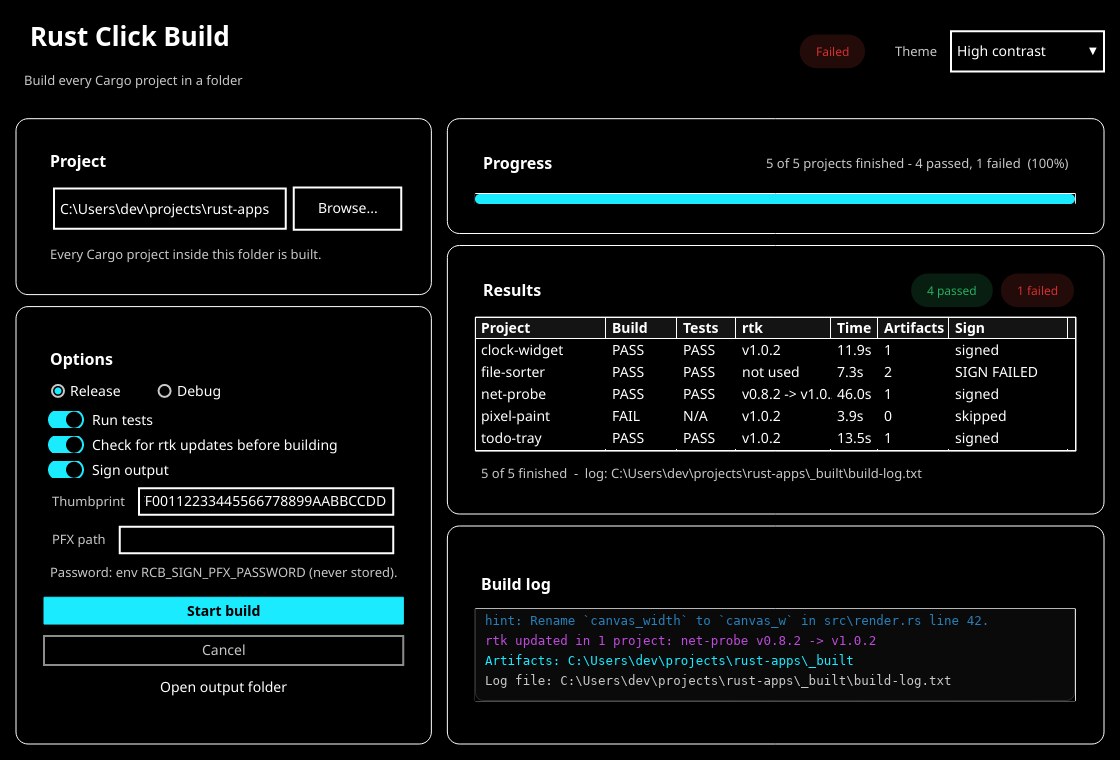 Rust Click Build
Build every Cargo project in a folder
Failed
Theme
High contrast
Project
C:\Users\dev\projects\rust-apps
Browse...
Every Cargo project inside this folder is built.
Options
Release Debug
Run tests
Check for rtk updates before building
Sign output
Thumbprint F00112233445566778899AABBCCDD
PFX path
Password: env RCB_SIGN_PFX_PASSWORD (never stored).
Start build
Cancel
Open output folder
Progress
5 of 5 projects finished - 4 passed, 1 failed (100%)
Results
4 passed
1 failed
Project Build Tests rtk Time Artifacts Sign
clock-widget PASS PASS v1.0.2 11.9s 1 signed
file-sorter PASS PASS not used 7.3s 2 SIGN FAILED
net-probe PASS PASS v0.8.2 -> v1.0. 46.0s 1 signed
pixel-paint FAIL N/A v1.0.2 3.9s 0 skipped
todo-tray PASS PASS v1.0.2 13.5s 1 signed
5 of 5 finished - log: C:\Users\dev\projects\rust-apps\_built\build-log.txt
Build log
hint: Rename `canvas_width` to `canvas_w` in src\render.rs line 42.
rtk updated in 1 project: net-probe v0.8.2 -> v1.0.2
Artifacts: C:\Users\dev\projects\rust-apps\_built
Log file: C:\Users\dev\projects\rust-apps\_built\build-log.txt